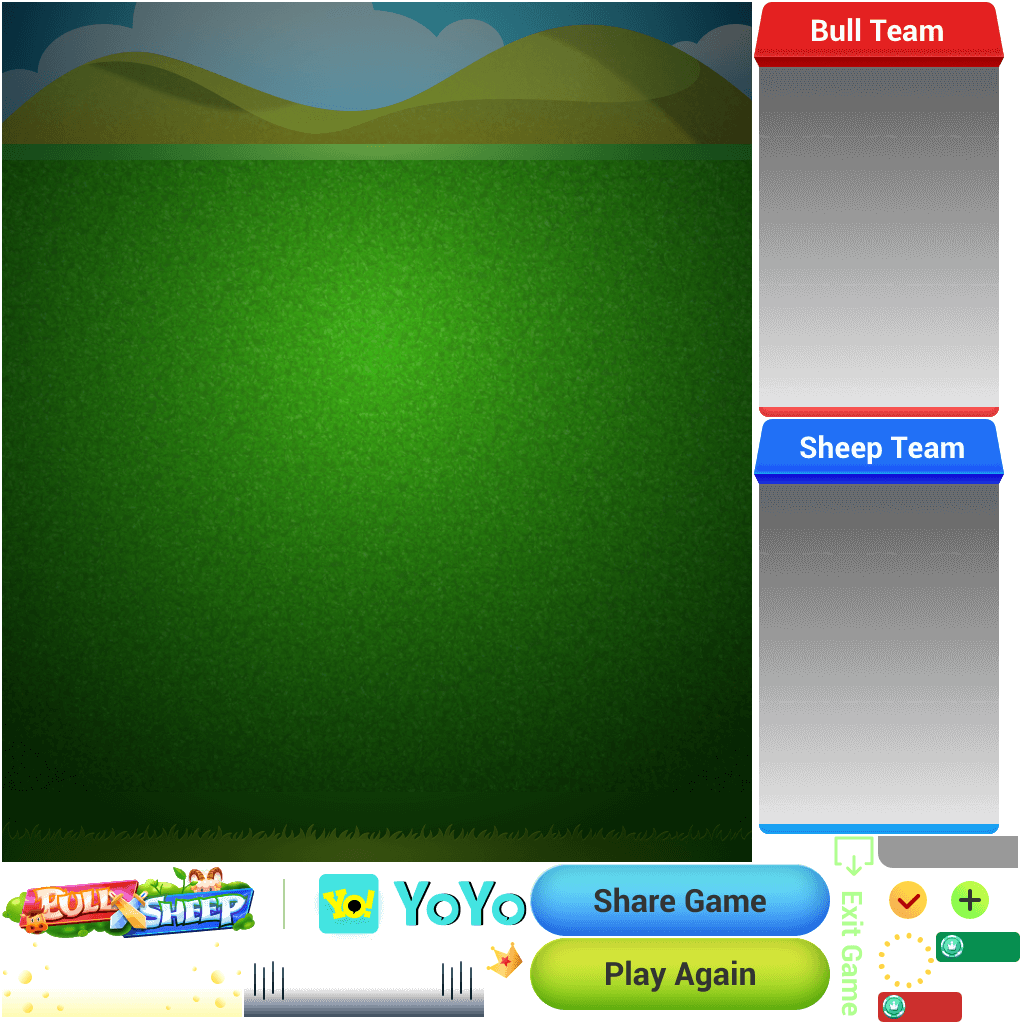 Bull Team
Sheep Team
BULL
SHEEP
Yo!
YoYo
Share Game
Play Again
Exit Game